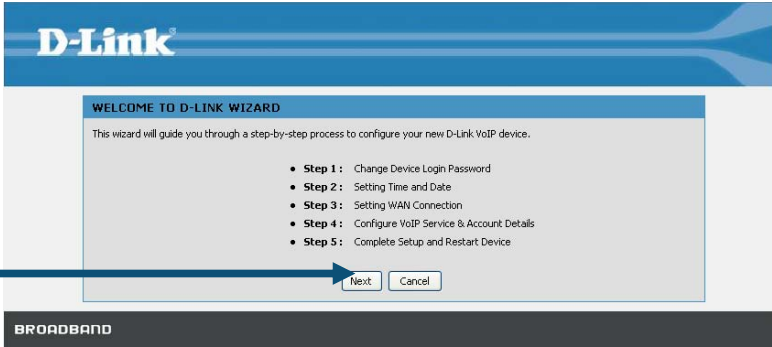 D-Link
WELCOME TO D-LINK WIZARD
This wizard will guide you through a step-by-step process to configure your new D-Link VoIP device.
• Step 1 : Change Device Login Password
• Step 2 : Setting Time and Date
• Step 3 : Setting WAN Connection
• Step 4 : Configure VoIP Service & Account Details
• Step 5 : Complete Setup and Restart Device
Next Cancel
BROADBAND